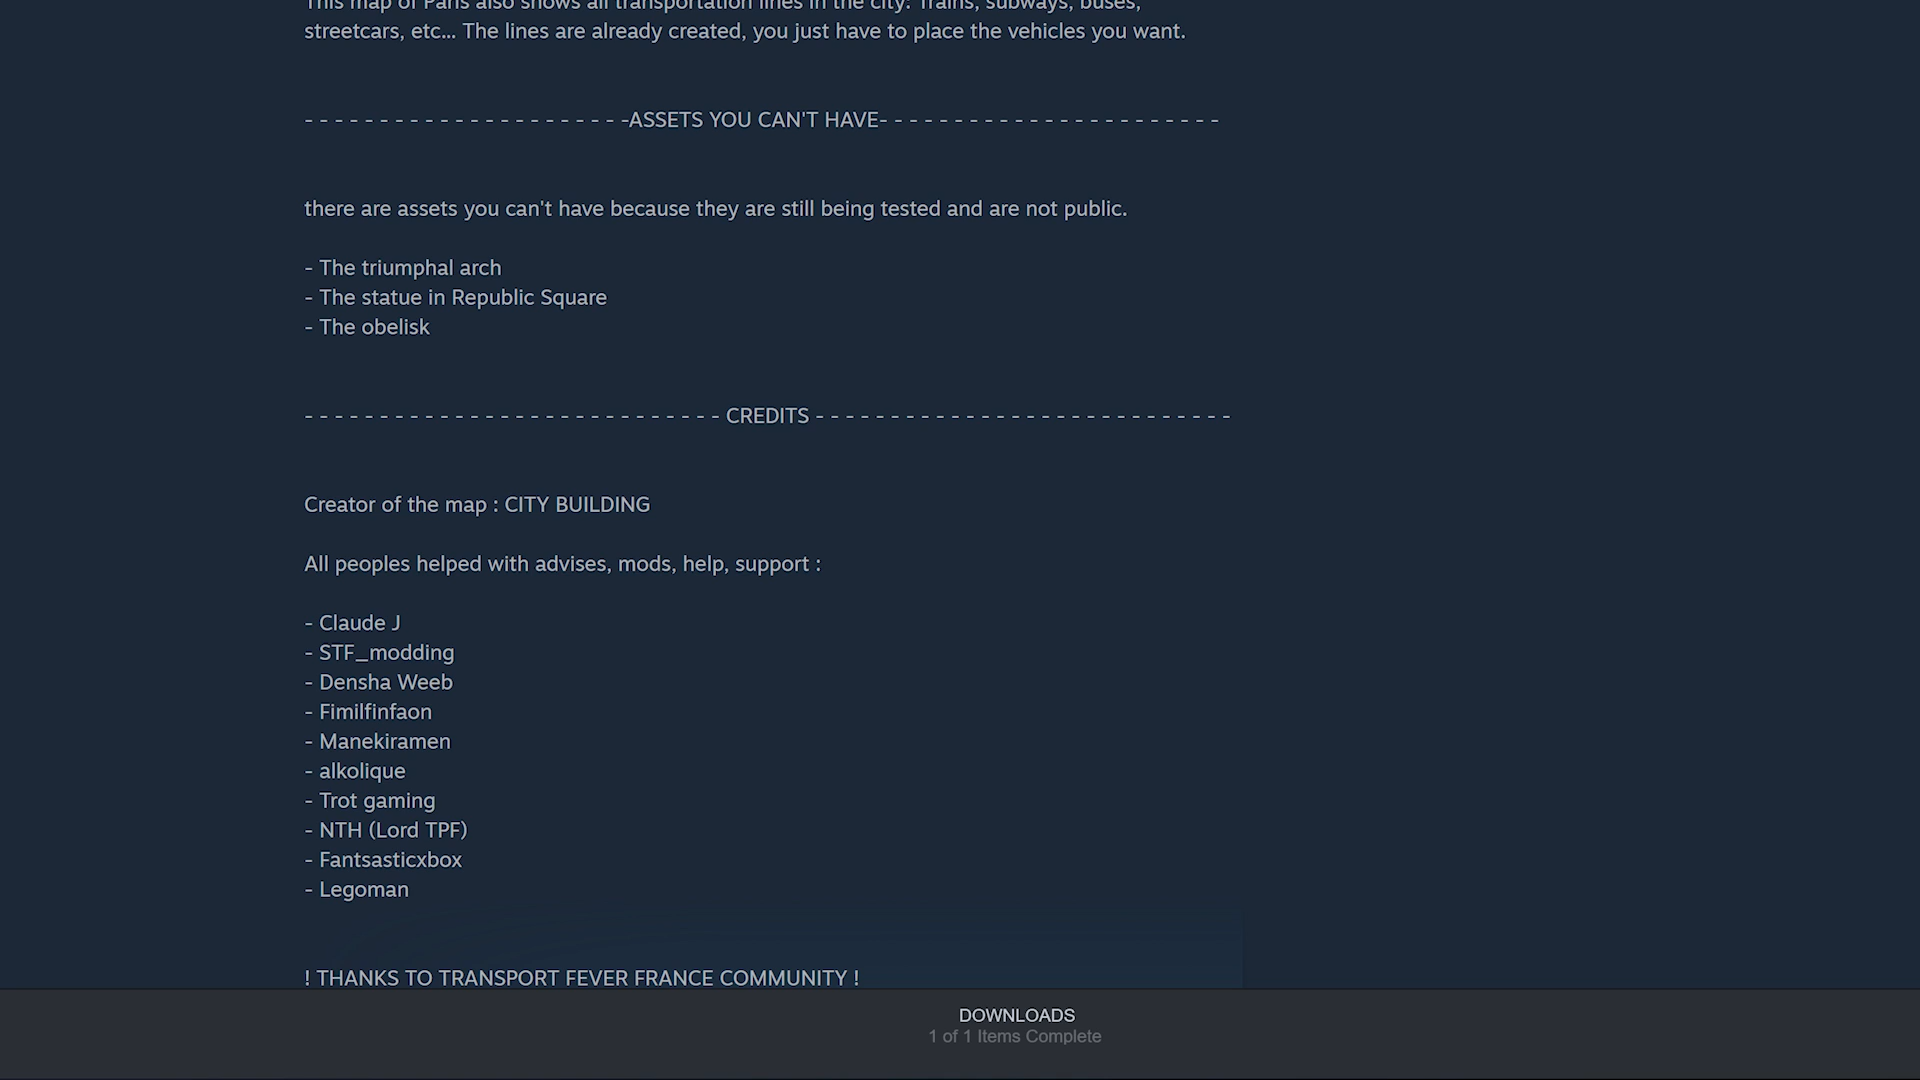 This map of Paris also shows all transportation lines in the city: Trains, subways, buses,
streetcars, etc... The lines are already created, you just have to place the vehicles you want.
- - - - - - - - - - - - - - - - - - - - - -ASSETS YOU CAN'T HAVE- - - - - - - - - - - - - - - - - - - - - - -
there are assets you can't have because they are still being tested and are not public.
- The triumphal arch
- The statue in Republic Square
- The obelisk
- - - - - - - - - - - - - - - - - - - - - - - - - - - - CREDITS - - - - - - - - - - - - - - - - - - - - - - - - - - - -
Creator of the map : CITY BUILDING
All peoples helped with advises, mods, help, support :
- Claude J
- STF_modding
- Densha Weeb
- Fimilfinfaon
- Manekiramen
- alkolique
- Trot gaming
- NTH (Lord TPF)
- Fantsasticxbox
- Legoman
! THANKS TO TRANSPORT FEVER FRANCE COMMUNITY !
DOWNLOADS
1 of 1 Items Complete